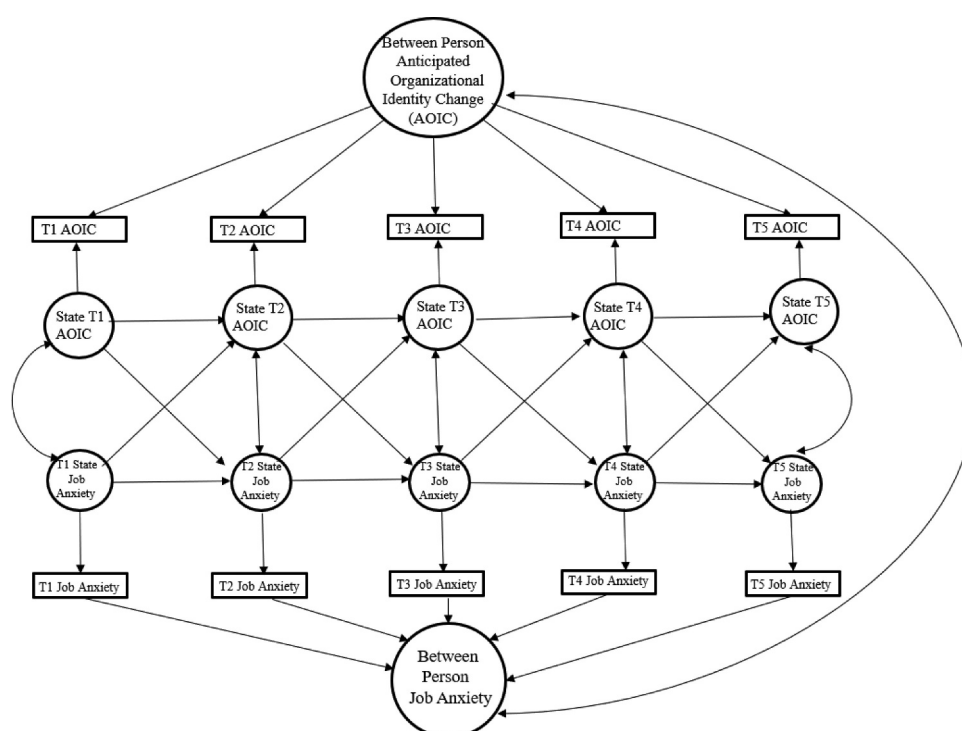 Between Person
Anticipated
Organizational
Identity Change
(AOIC)
T1 AOIC
T2 AOIC
T3 AOIC
T4 AOIC
T5 AOIC
State T1
AOIC
State T2
AOIC
State T3
AOIC
State T4
AOIC
State T5
AOIC
T1 State
Job
Anxiety
T2 State
Job
Anxiety
T3 State
Job
Anxiety
T4 State
Job
Anxiety
T5 State
Job
Anxiety
T1 Job Anxiety
T2 Job Anxiety
T3 Job Anxiety
T4 Job Anxiety
T5 Job Anxiety
Between
Person
Job Anxiety